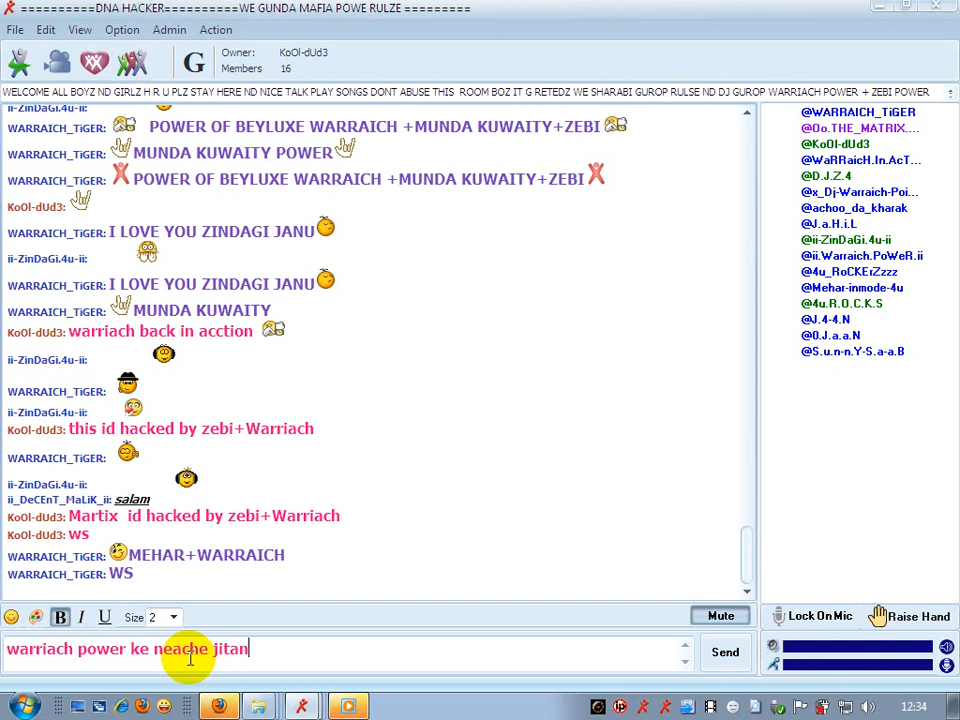 ==========DNA HACKER==========WE GUNDA MAFIA POWE RULZE =========
File Edit View Option Admin Action
G
Owner: KoOl-dUd3
Members 16
WELCOME ALL BOYZ ND GIRLZ H R U PLZ STAY HERE ND NICE TALK PLAY SONGS DONT ABUSE THIS ROOM BOZ IT G RETEDZ WE SHARABI GUROP RULSE ND DJ GUROP WARRIACH POWER + ZEBI POWER
ii-ZinDaGi.4u-ii:
WARRAICH_TiGER: POWER OF BEYLUXE WARRAICH +MUNDA KUWAITY+ZEBI
WARRAICH_TiGER: MUNDA KUWAITY POWER
WARRAICH_TiGER: POWER OF BEYLUXE WARRAICH +MUNDA KUWAITY+ZEBI
KoOl-dUd3:
WARRAICH_TiGER: I LOVE YOU ZINDAGI JANU
ii-ZinDaGi.4u-ii:
WARRAICH_TiGER: I LOVE YOU ZINDAGI JANU
WARRAICH_TiGER: MUNDA KUWAITY
KoOl-dUd3: warriach back in acction
ii-ZinDaGi.4u-ii:
WARRAICH_TiGER:
ii-ZinDaGi.4u-ii:
KoOl-dUd3: this id hacked by zebi+Warriach
WARRAICH_TiGER:
ii-ZinDaGi.4u-ii:
ii_DeCEnT_MaLiK_ii: salam
KoOl-dUd3: Martix id hacked by zebi+Warriach
KoOl-dUd3: ws
WARRAICH_TiGER: MEHAR+WARRAICH
WARRAICH_TiGER: WS
@WARRAICH_TiGER
@Oo.THE_MATRIX....
@KoOl-dUd3
@WaRRaicH.In.AcT...
@D.J.Z.4
@x_Dj-Warraich-Poi...
@achoo_da_kharak
@J.a.H.i.L
@ii-ZinDaGi.4u-ii
@ii.Warraich.PoWeR.ii
@4u_RoCKErZzzz
@Mehar-inmode-4u
@4u.R.O.C.K.S
@J.4-4.N
@0.J.a.a.N
@S.u.n-n.Y-S.a-a.B
B I U Size 2 Mute Lock On Mic Raise Hand
warriach power ke neache jitan
Send
12:34